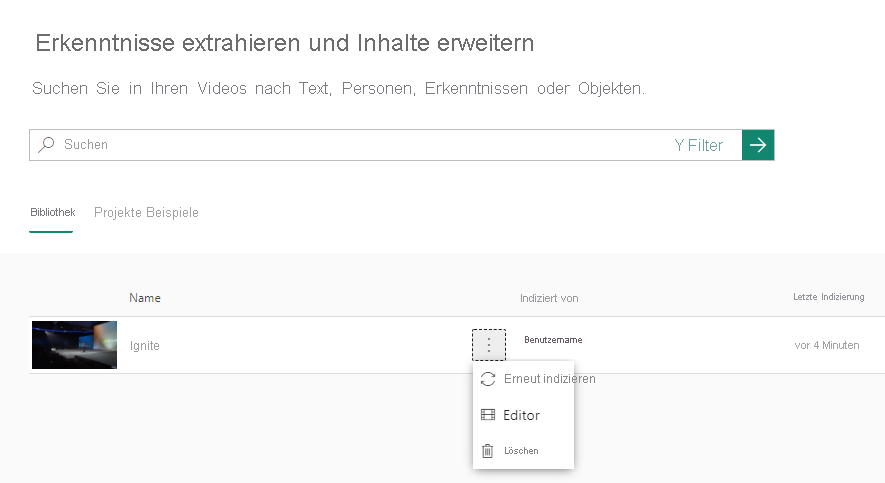 Erkenntnisse extrahieren und Inhalte erweitern
Suchen Sie in Ihren Videos nach Text, Personen, Erkenntnissen oder Objekten.
Suchen Y Filter
Bibliothek Projekte Beispiele
Name Indiziert von Letzte Indizierung
Ignite Benutzername vor 4 Minuten
Erneut indizieren
Editor
Löschen